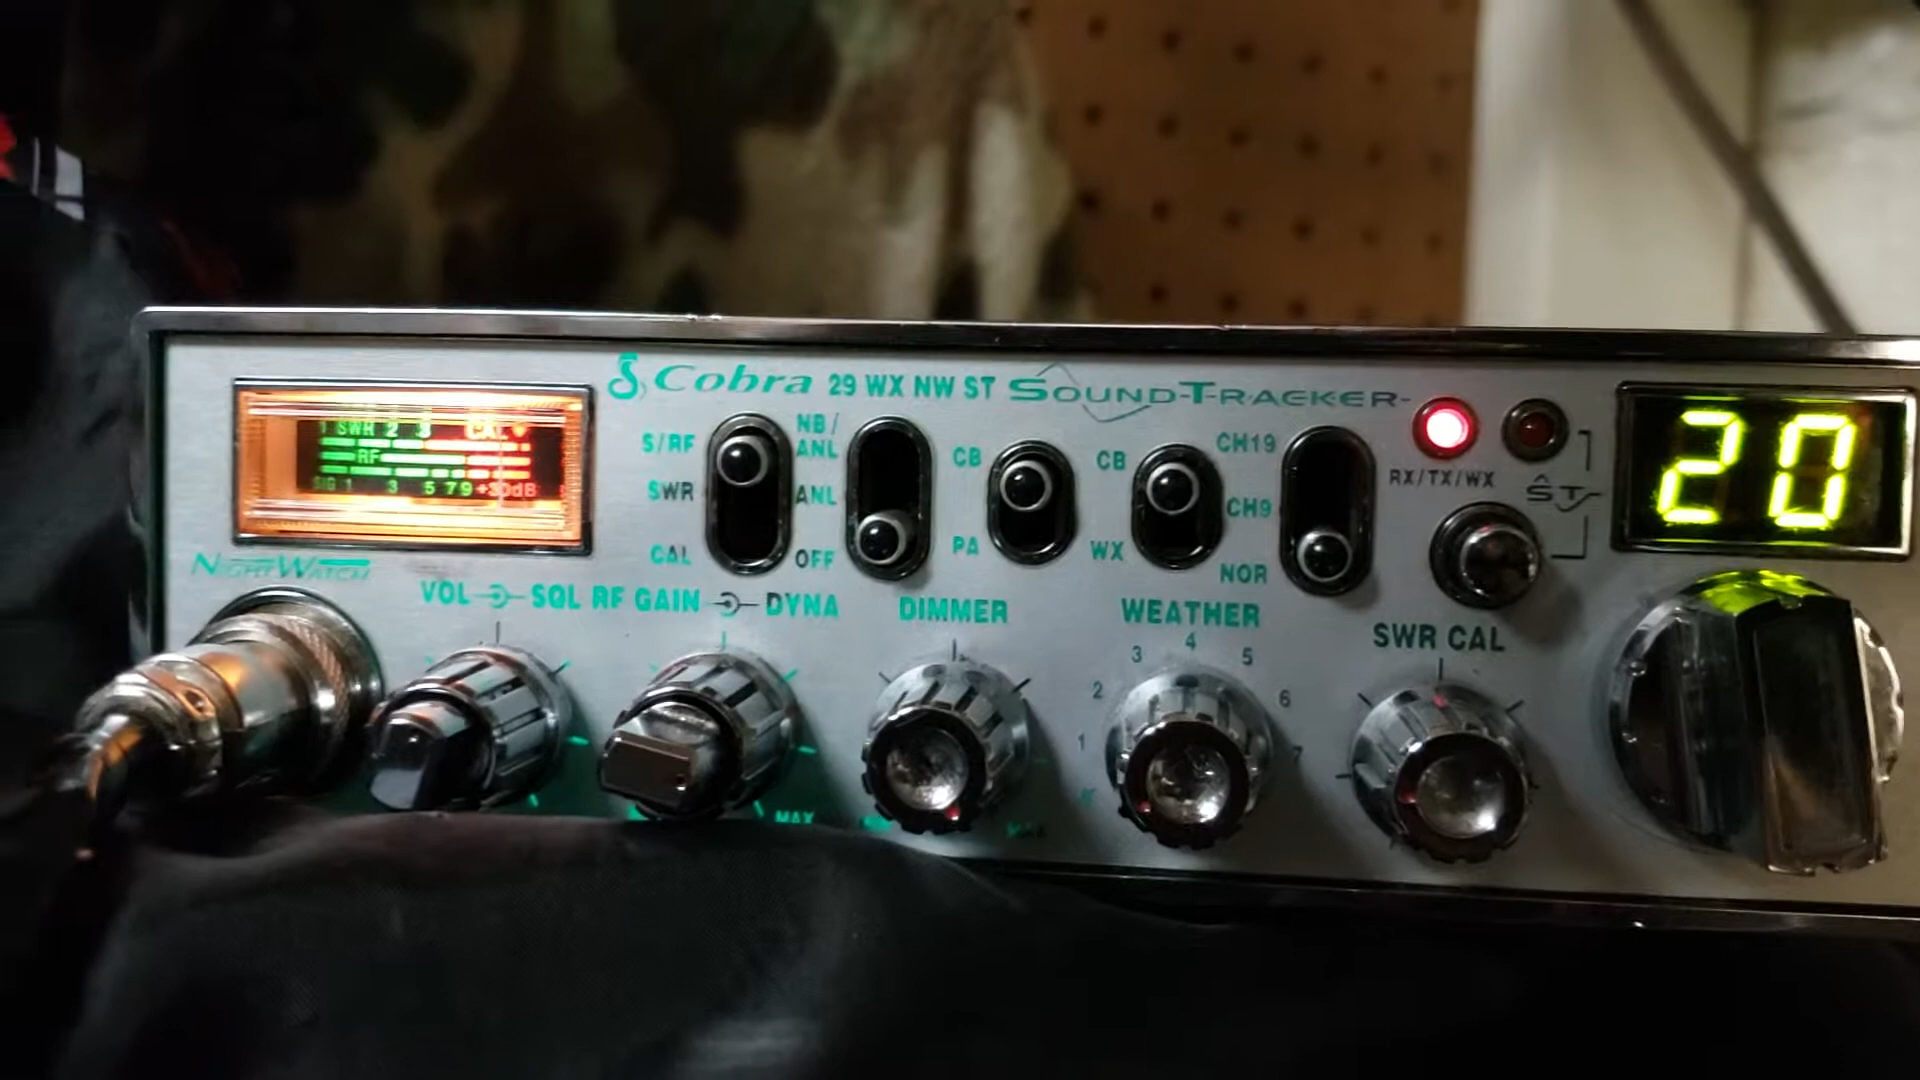 Cobra 29 WX NW ST SOUNDTRACKER
1 SWR 2 3 CAL
RF
SIG 1 3 5 7 9 +30dB
NIGHTWATCH
S/RF
SWR
CAL
NB/
ANL
ANL
OFF
CB
PA
CB
WX
CH19
CH9
NOR
RX/TX/WX
ST
20
VOL SQL RF GAIN DYNA
MAX
DIMMER
WEATHER
1 2 3 4 5 6 7
SWR CAL